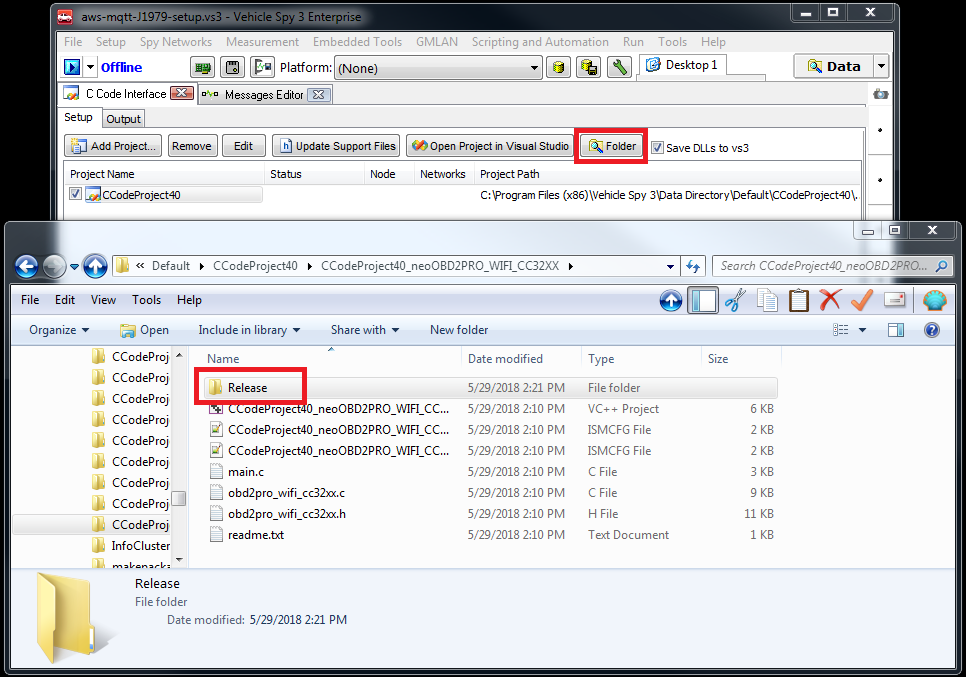 aws-mqtt-J1979-setup.vs3 - Vehicle Spy 3 Enterprise
File Setup Spy Networks Measurement Embedded Tools GMLAN Scripting and Automation Run Tools Help
Offline Platform: (None) Desktop 1 Data
C Code Interface Messages Editor
Setup Output
Add Project... Remove Edit Update Support Files Open Project in Visual Studio Folder Save DLLs to vs3
Project Name Status Node Networks Project Path
CCodeProject40 C:\Program Files (x86)\Vehicle Spy 3\Data Directory\Default\CCodeProject40\.
« Default CCodeProject40 CCodeProject40_neoOBD2PRO_WIFI_CC32XX Search CCodeProject40_neoOBD2PRO...
File Edit View Tools Help
Organize Open Include in library Share with New folder
Name Date modified Type Size
CCodeProj
CCodeProj
CCodeProj
CCodeProj
CCodeProj
CCodeProj
CCodeProj
CCodeProj
CCodeProj
InfoCluster
makenacka
Release 5/29/2018 2:21 PM File folder
CCodeProject40_neoOBD2PRO_WIFI_CC... 5/29/2018 2:10 PM VC++ Project 6 KB
CCodeProject40_neoOBD2PRO_WIFI_CC... 5/29/2018 2:10 PM ISMCFG File 2 KB
CCodeProject40_neoOBD2PRO_WIFI_CC... 5/29/2018 2:10 PM ISMCFG File 2 KB
main.c 5/29/2018 2:10 PM C File 3 KB
obd2pro_wifi_cc32xx.c 5/29/2018 2:10 PM C File 9 KB
obd2pro_wifi_cc32xx.h 5/29/2018 2:10 PM H File 11 KB
readme.txt 5/29/2018 2:10 PM Text Document 1 KB
Release
File folder
Date modified: 5/29/2018 2:21 PM